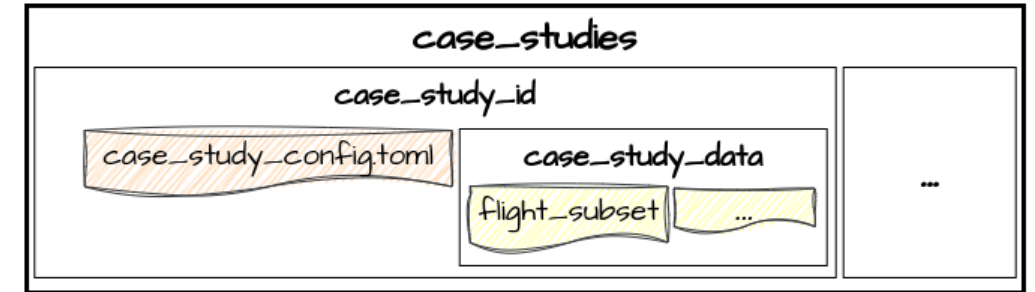 case_studies
case_study_id
case_study_config.toml
case_study_data
flight_subset
...
...